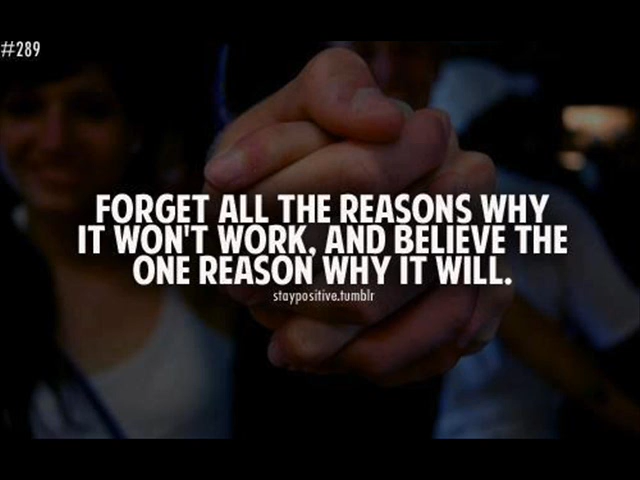 #289
FORGET ALL THE REASONS WHY
IT WON'T WORK, AND BELIEVE THE
ONE REASON WHY IT WILL.
staypositive.tumblr